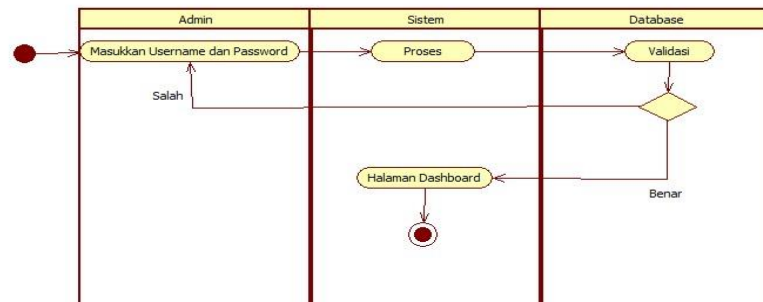 Admin
Sistem
Database
Masukkan Username dan Password
Proses
Validasi
Salah
Halaman Dashboard
Benar